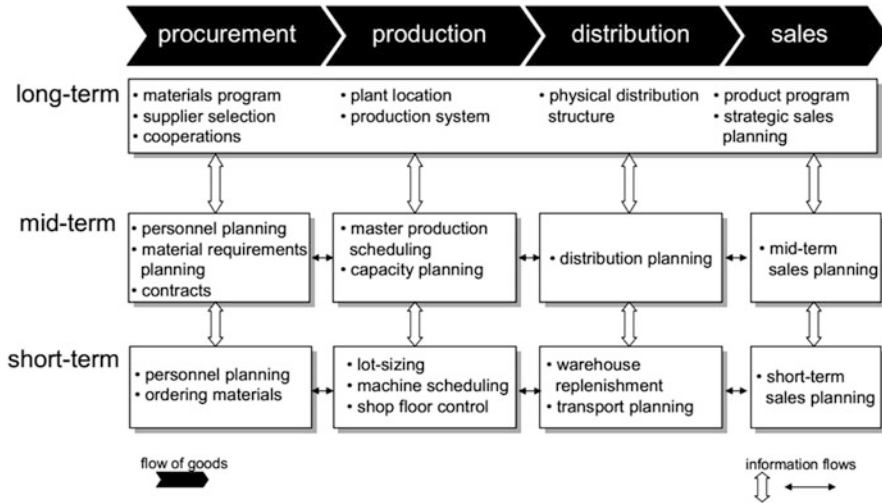 procurement
production
distribution
sales
long-term
• materials program
• supplier selection
• cooperations
• plant location
• production system
• physical distribution
structure
• product program
• strategic sales
planning
mid-term
• personnel planning
• material requirements
planning
• contracts
• master production
scheduling
• capacity planning
• distribution planning
• mid-term
sales planning
short-term
• personnel planning
• ordering materials
• lot-sizing
• machine scheduling
• shop floor control
• warehouse
replenishment
• transport planning
• short-term
sales planning
flow of goods
information flows